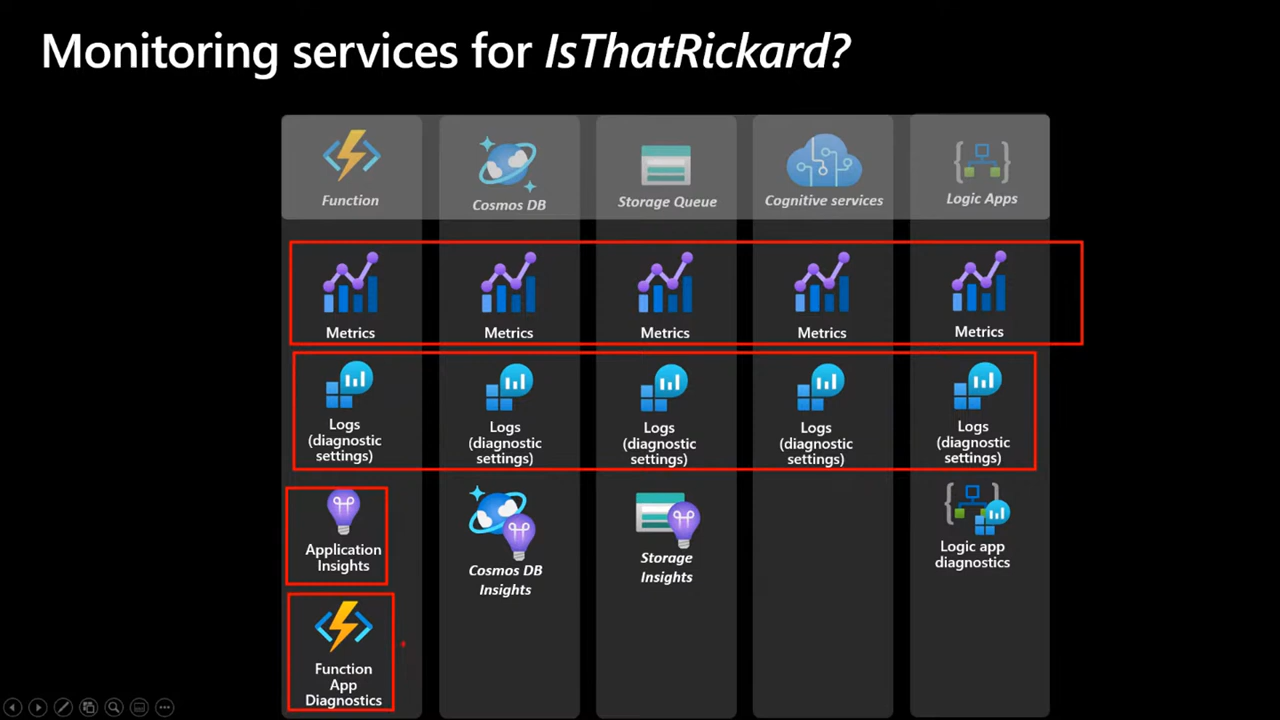 Monitoring services for IsThatRickard?
Function
Cosmos DB
Storage Queue
Cognitive services
Logic Apps
Metrics
Metrics
Metrics
Metrics
Metrics
Logs
(diagnostic
settings)
Logs
(diagnostic
settings)
Logs
(diagnostic
settings)
Logs
(diagnostic
settings)
Logs
(diagnostic
settings)
Application
Insights
Cosmos DB
Insights
Storage
Insights
Logic app
diagnostics
Function
App
Diagnostics